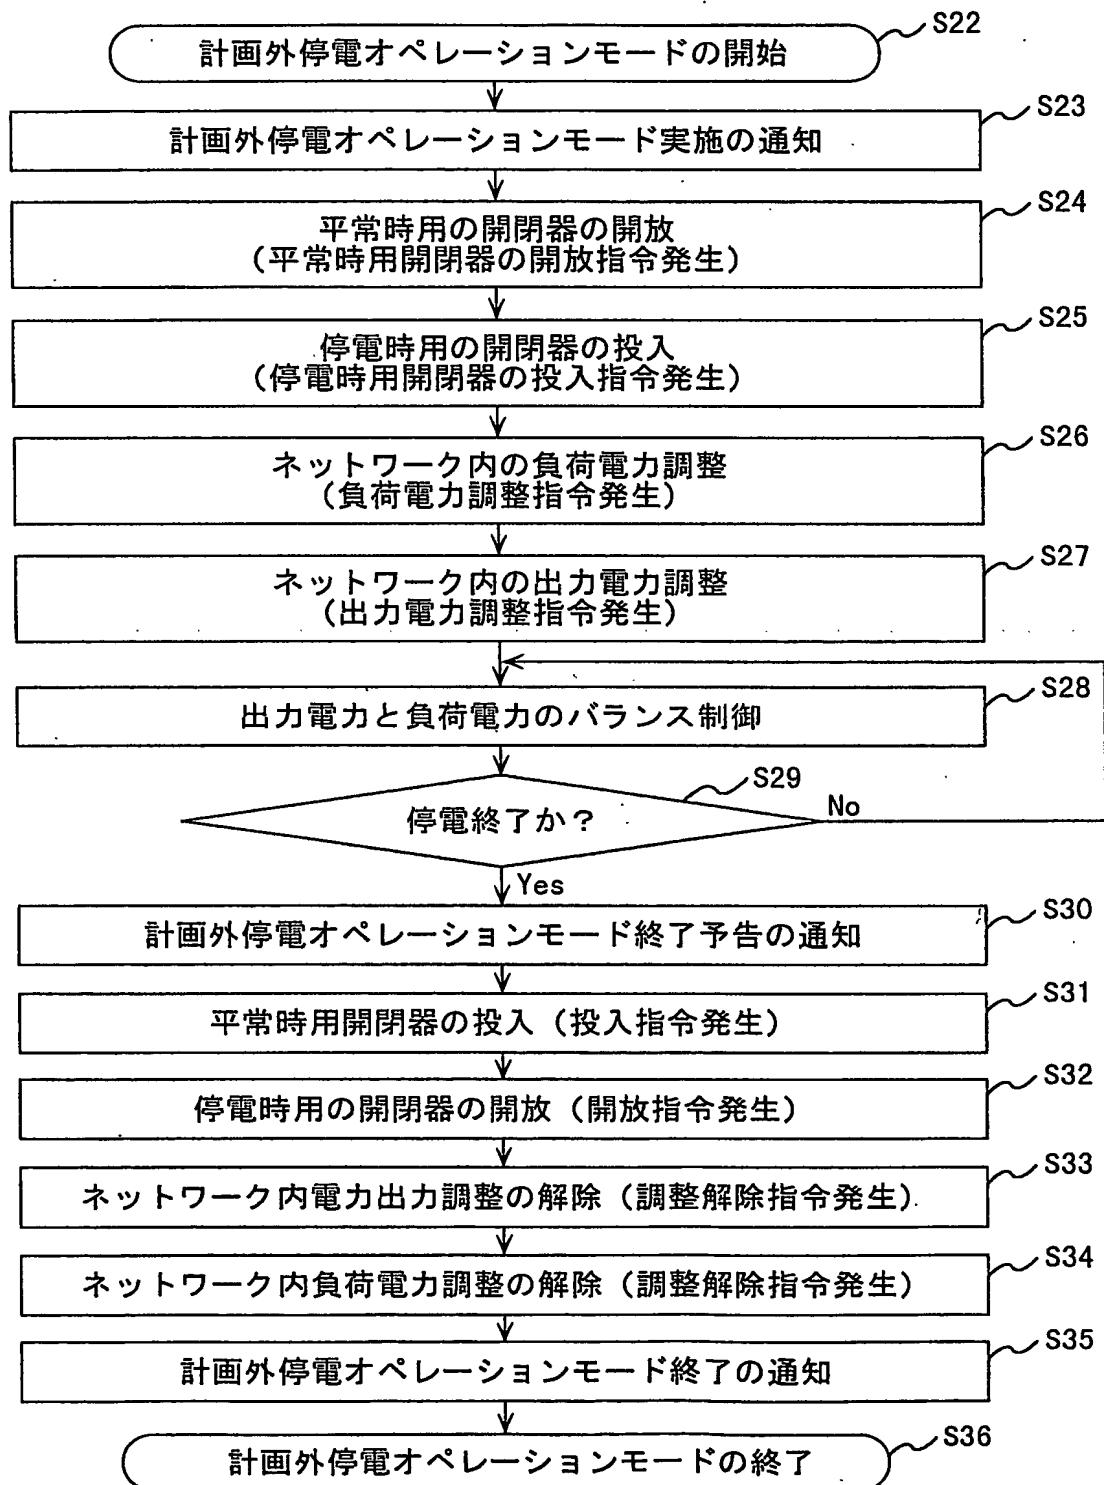 S22
計画外停電オペレーションモードの開始
S23
計画外停電オペレーションモード実施の通知
S24
平常時用の開閉器の開放
(平常時用開閉器の開放指令発生)
S25
停電時用の開閉器の投入
(停電時用開閉器の投入指令発生)
S26
ネットワーク内の負荷電力調整
(負荷電力調整指令発生)
S27
ネットワーク内の出力電力調整
(出力電力調整指令発生)
S28
出力電力と負荷電力のバランス制御
S29
停電終了か?
No
Yes
S30
計画外停電オペレーションモード終了予告の通知
S31
平常時用開閉器の投入(投入指令発生)
S32
停電時用の開閉器の開放(開放指令発生)
S33
ネットワーク内電力出力調整の解除(調整解除指令発生)
S34
ネットワーク内負荷電力調整の解除(調整解除指令発生)
S35
計画外停電オペレーションモード終了の通知
S36
計画外停電オペレーションモードの終了